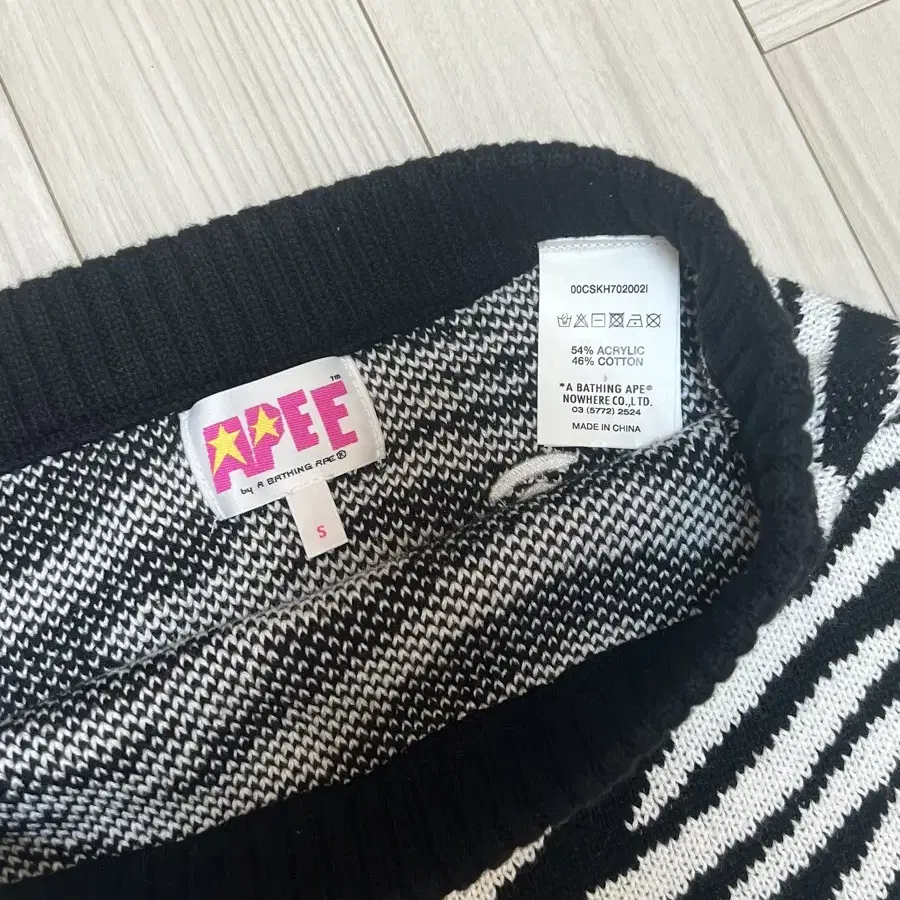 APEE™
by A BATHING APE®
S
00CSKH702002I
54% ACRYLIC
46% COTTON
*A BATHING APE®
NOWHERE CO.,LTD.
03 (5772) 2524
MADE IN CHINA